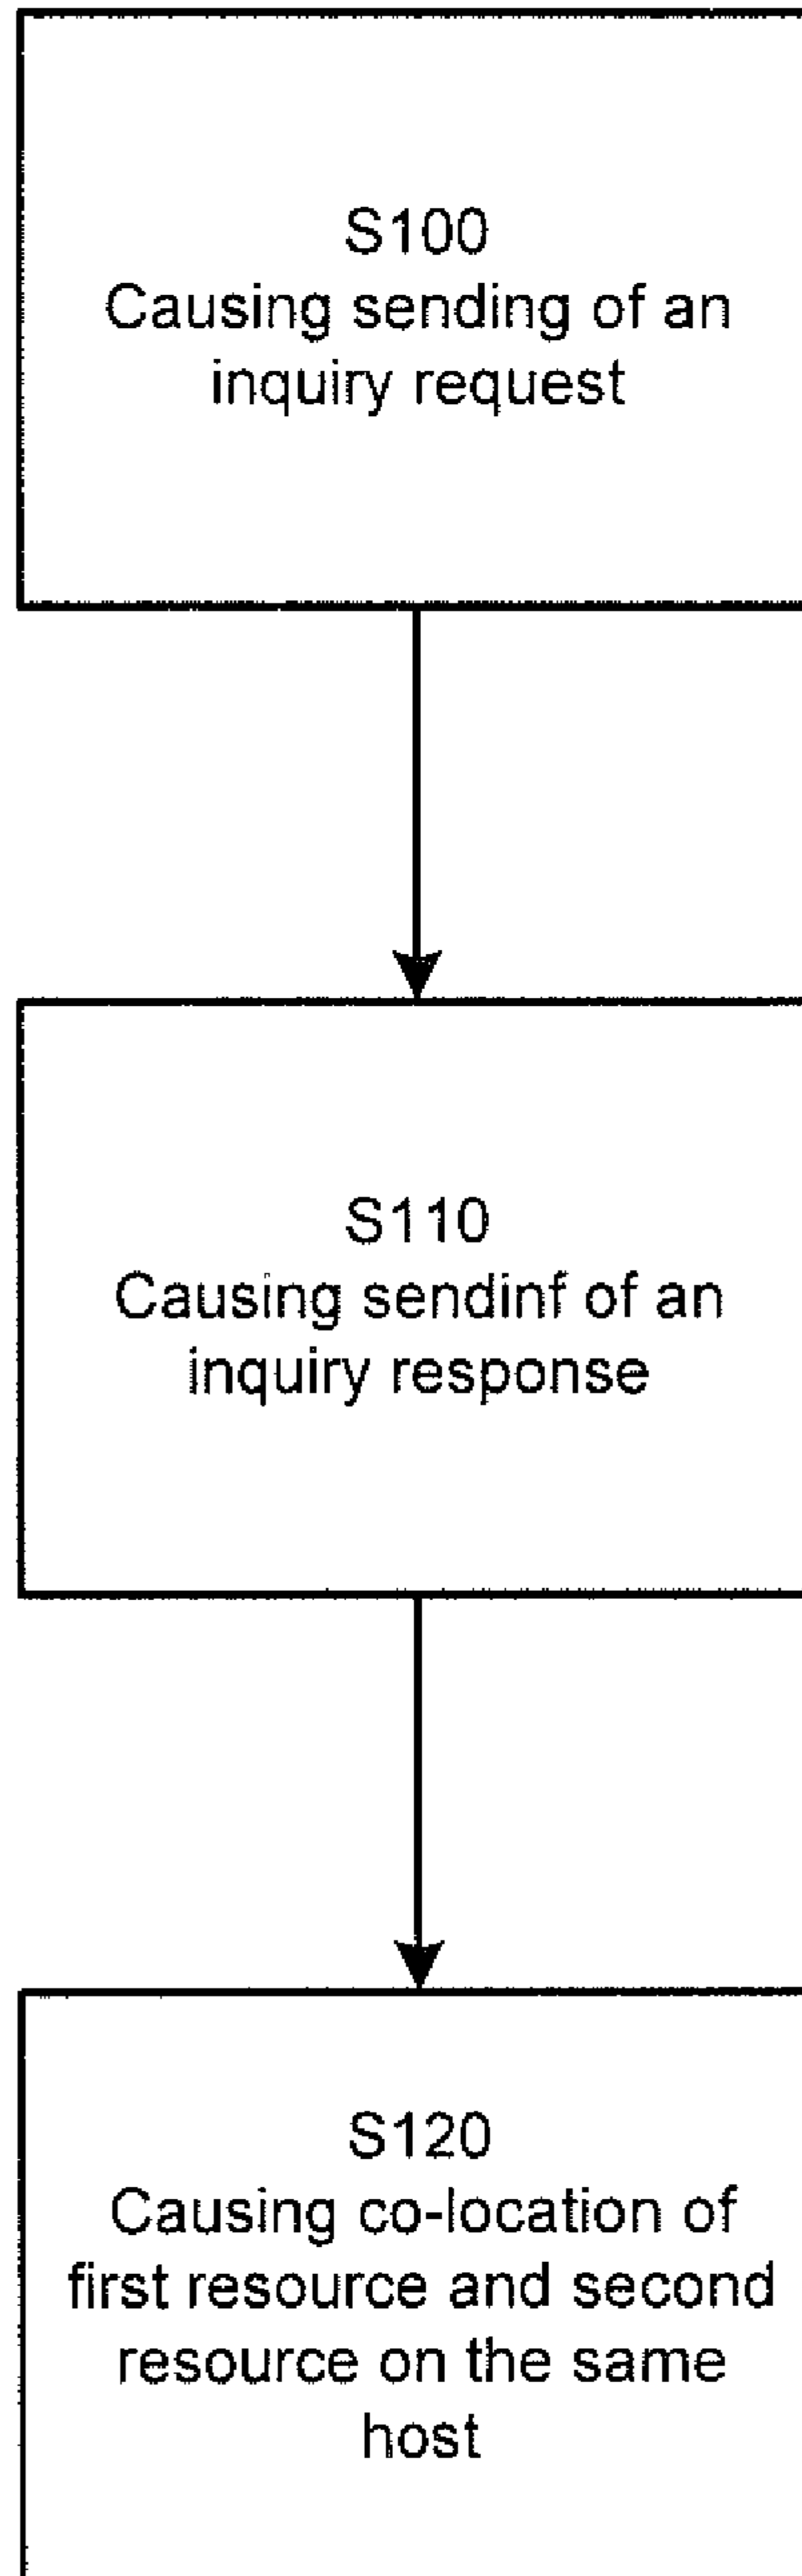 S100
Causing sending of an
inquiry request
S110
Causing sendinf of an
inquiry response
S120
Causing co-location of
first resource and second
resource on the same
host